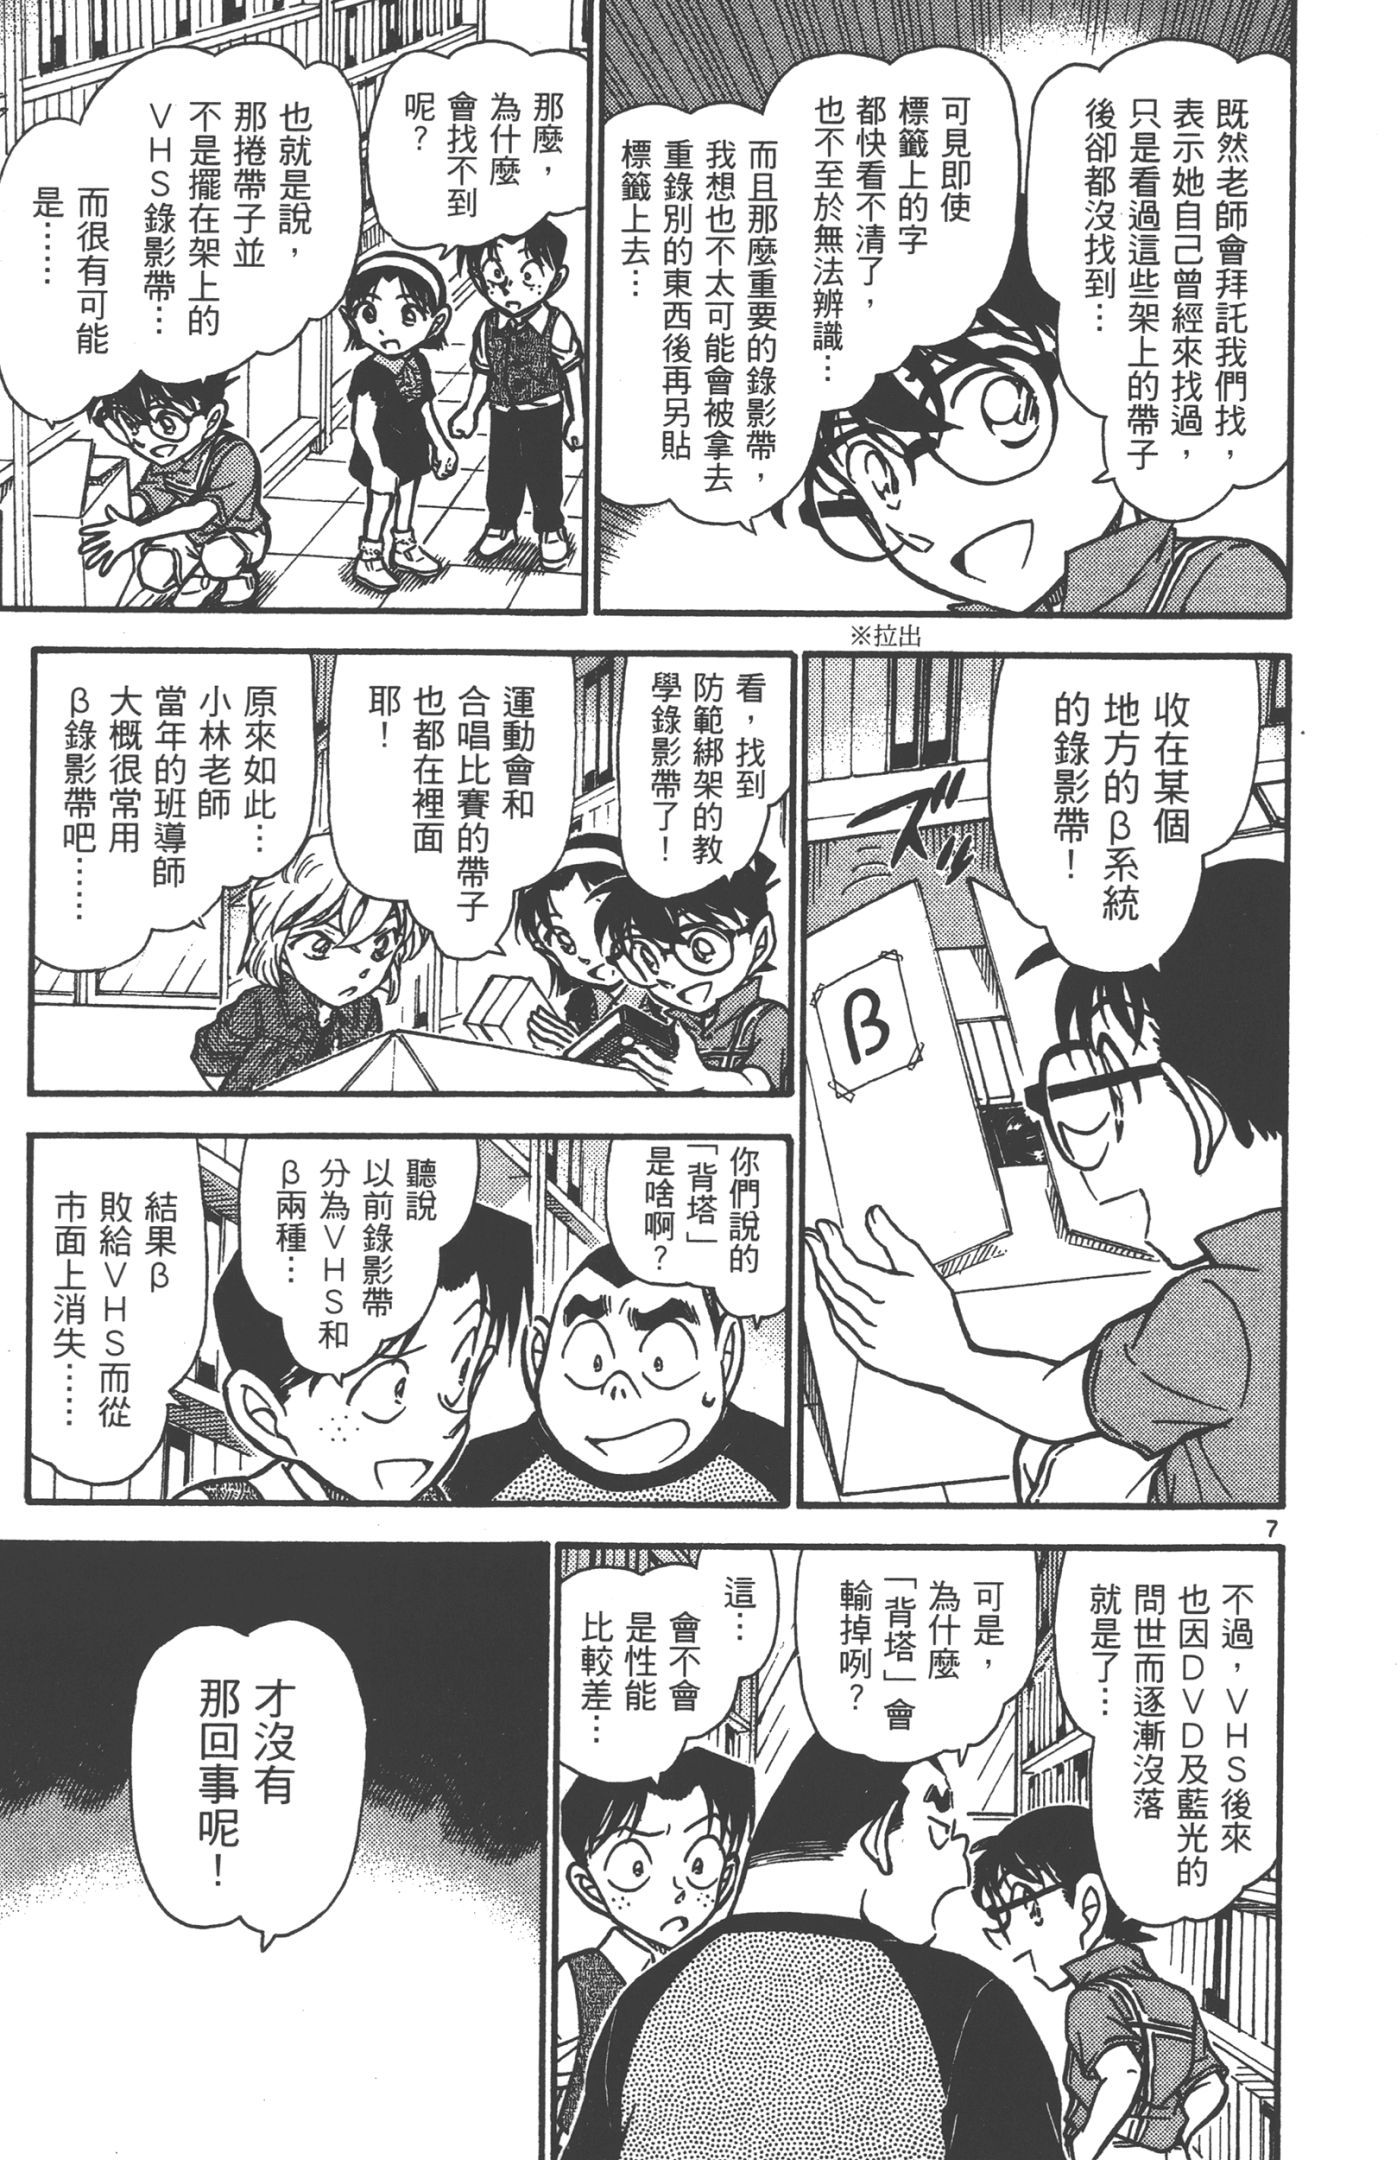 既然老師會拜託我們找，
表示她自己曾經來找過，
只是看過這些架上的帶子
後卻都沒找到…
可見即使
標籤上的字
都快看不清了，
也不至於無法辨識…
而且那麼重要的錄影帶，
我想也不太可能會被拿去
重錄別的東西後再另貼
標籤上去…
那麼，
為什麼
會找不到
呢？
也就是說，
那捲帶子並
不是擺在架上的
VHS錄影帶…
而很有可能
是……
※拉出
收在某個
地方的β系統
的錄影帶！
ズズッ
β
看，找到
防範綁架的教
學錄影帶了！
運動會和
合唱比賽的帶子
也都在裡面
耶！
原來如此…
小林老師
當年的班導師
大概很常用
β錄影帶吧……
你們說的
「背塔」
是啥啊？
聽說
以前錄影帶
分為VHS和
β兩種…
結果β
敗給VHS而從
市面上消失……
7
不過，VHS後來
也因DVD及藍光的
問世而逐漸沒落
就是了…
可是，
為什麼
「背塔」會
輸掉咧？
這…
會不會
是性能
比較差…
才沒有
那回事呢！